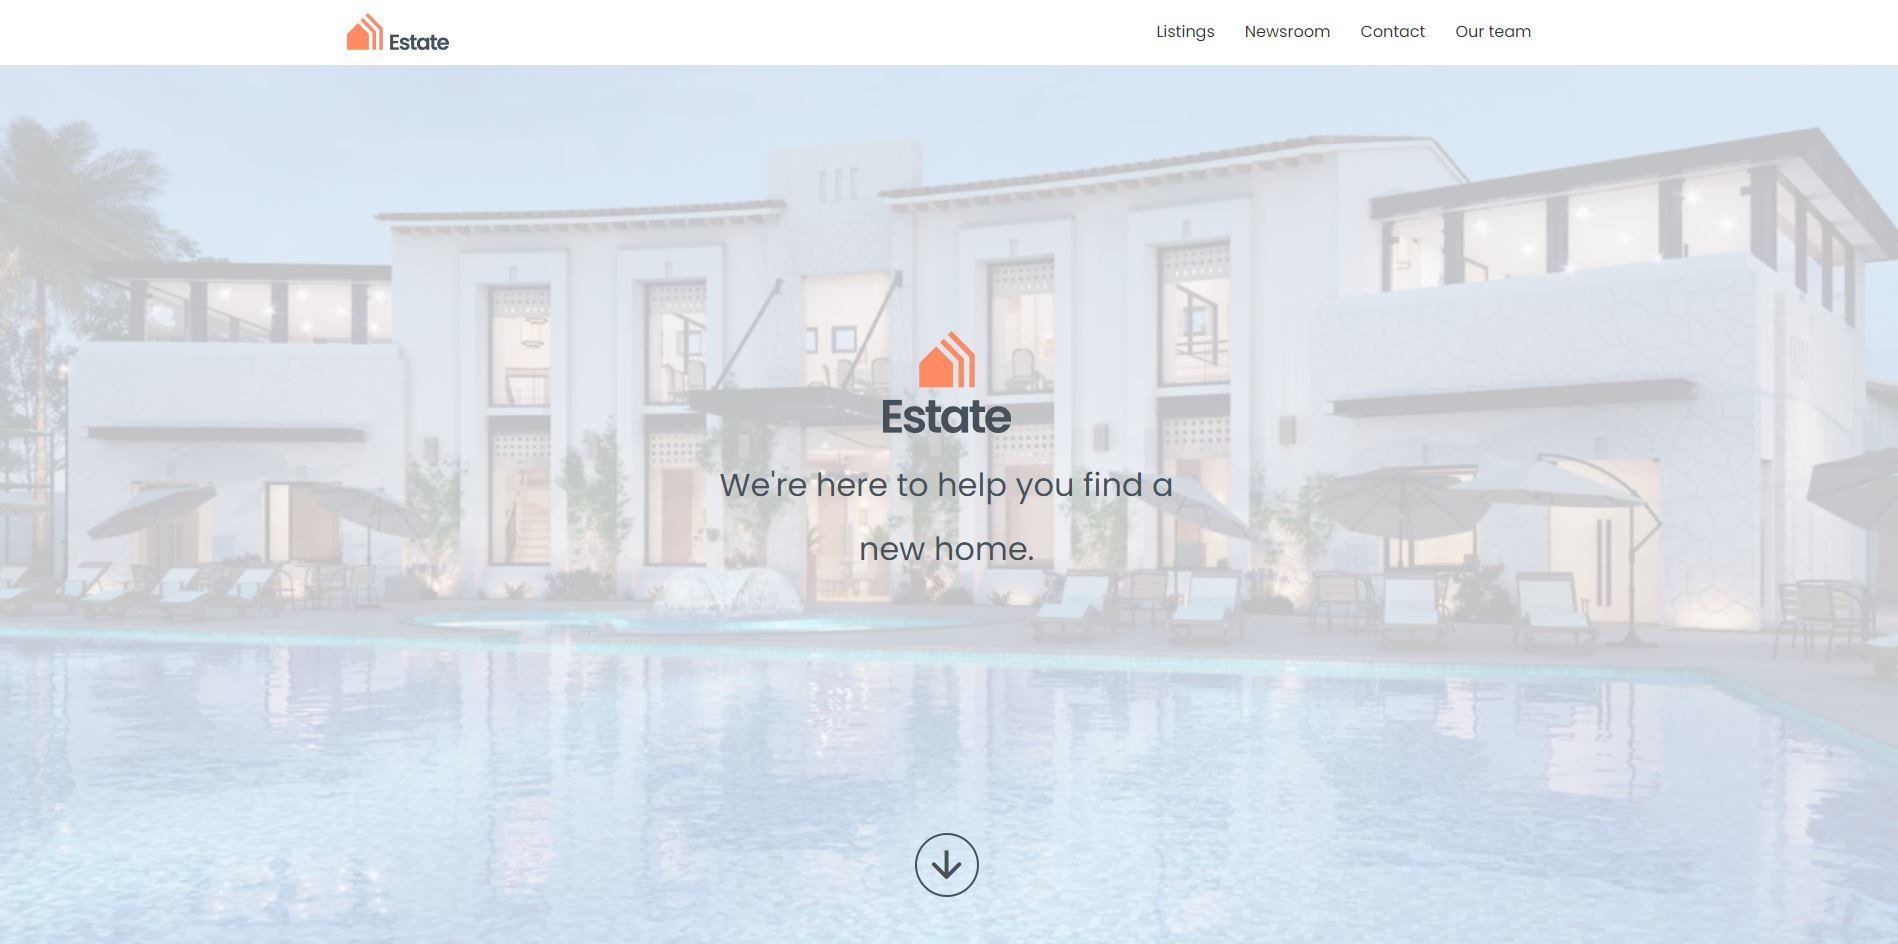 Estate
Listings
Newsroom
Contact
Our team
Estate
We're here to help you find a
new home.